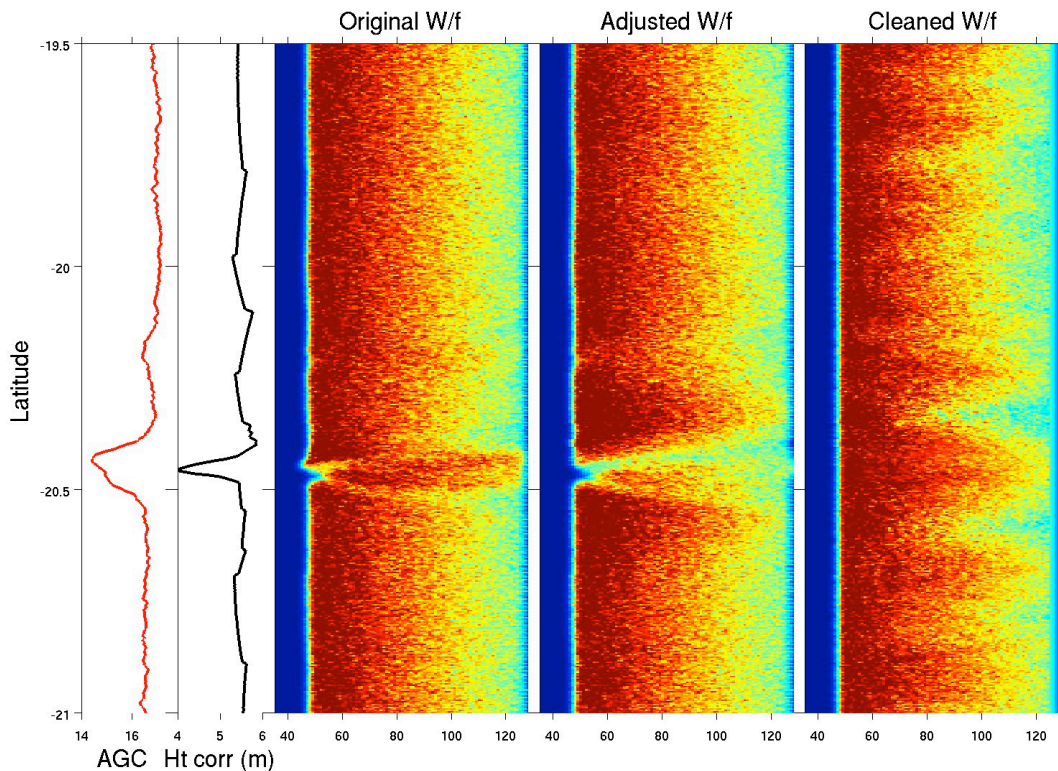 Original W/f Adjusted W/f Cleaned W/f
-19.5
-20
Latitude
-20.5
-21
14 16 4 5 6 40 60 80 100 120 40 60 80 100 120 40 60 80 100 120
AGC Ht corr (m)